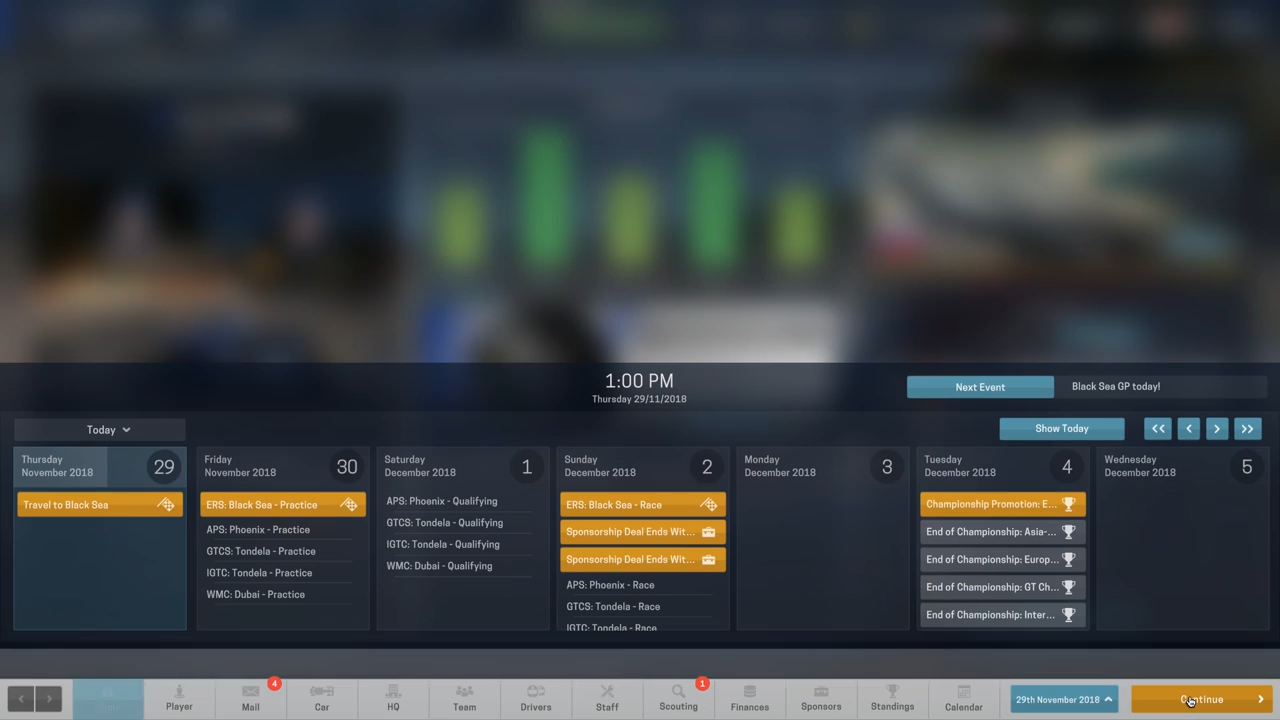 1:00 PM
Thursday 29/11/2018
Next Event
Black Sea GP today!
Today
Show Today
Thursday
November 2018
29
Travel to Black Sea
Friday
November 2018
30
ERS: Black Sea - Practice
APS: Phoenix - Practice
GTCS: Tondela - Practice
IGTC: Tondela - Practice
WMC: Dubai - Practice
Saturday
December 2018
1
APS: Phoenix - Qualifying
GTCS: Tondela - Qualifying
IGTC: Tondela - Qualifying
WMC: Dubai - Qualifying
Sunday
December 2018
2
ERS: Black Sea - Race
Sponsorship Deal Ends Wit...
Sponsorship Deal Ends Wit...
APS: Phoenix - Race
GTCS: Tondela - Race
IGTC: Tondela - Race
Monday
December 2018
3
Tuesday
December 2018
4
Championship Promotion: E...
End of Championship: Asia-...
End of Championship: Europ...
End of Championship: GT Ch...
End of Championship: Inter...
Wednesday
December 2018
5
Player
Mail
4
Car
HQ
Team
Drivers
Staff
Scouting
1
Finances
Sponsors
Standings
Calendar
29th November 2018
Continue